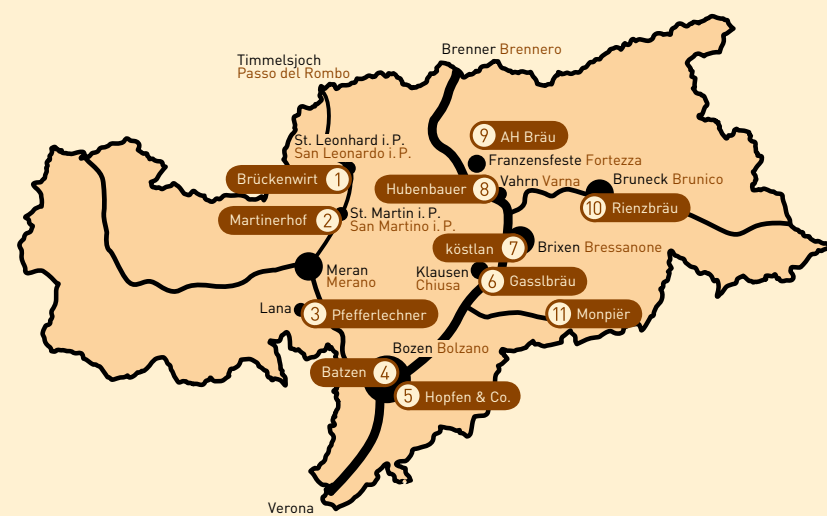 Brenner Brennero
Timmelsjoch
Passo del Rombo
9 AH Bräu
St. Leonhard i. P.
San Leonardo i. P.
Franzensfeste Fortezza
Brückenwirt 1
Hubenbauer 8
Vahrn Varna
Bruneck Brunico
10 Rienzbräu
Martinerhof 2
St. Martin i. P.
San Martino i. P.
köstlan 7
Brixen Bressanone
Meran
Merano
Klausen
Chiusa
6 Gasslbräu
Lana
3 Pfefferlechner
11 Monpiër
Bozen Bolzano
Batzen 4
5 Hopfen & Co.
Verona